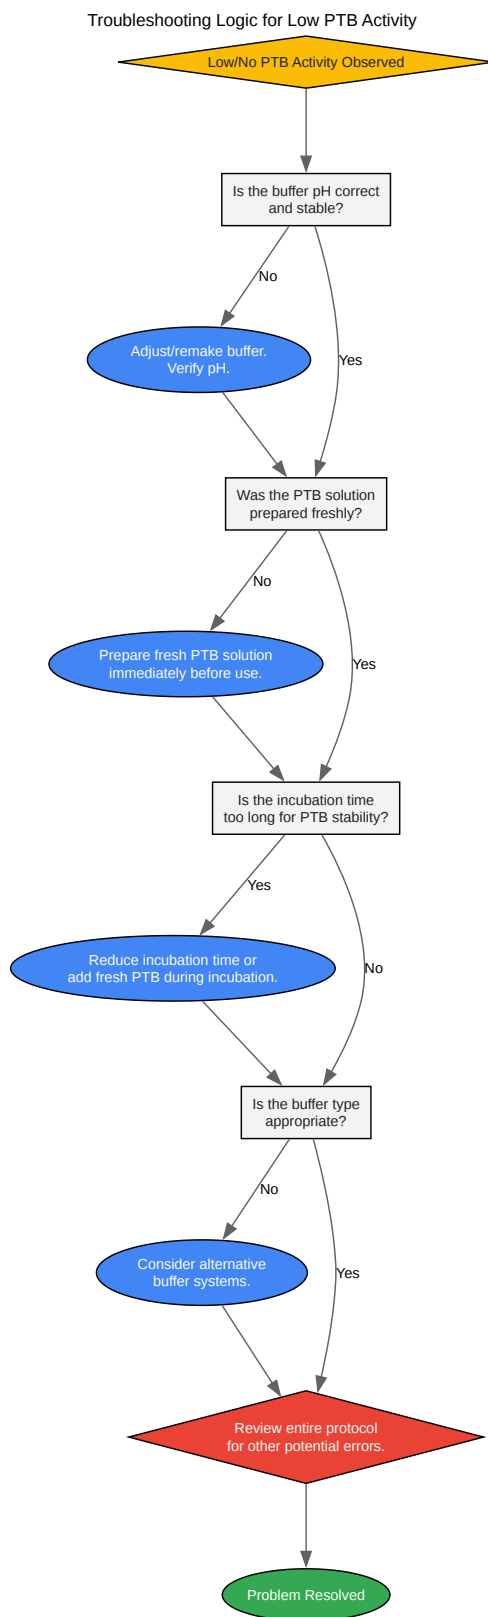 Troubleshooting Logic for Low PTB Activity
Low/No PTB Activity Observed
Is the buffer pH correct
and stable?
No
Yes
Adjust/remake buffer.
Verify pH.
Was the PTB solution
prepared freshly?
No
Yes
Prepare fresh PTB solution
immediately before use.
Is the incubation time
too long for PTB stability?
Yes
No
Reduce incubation time or
add fresh PTB during incubation.
Is the buffer type
appropriate?
No
Yes
Consider alternative
buffer systems.
Review entire protocol
for other potential errors.
Problem Resolved